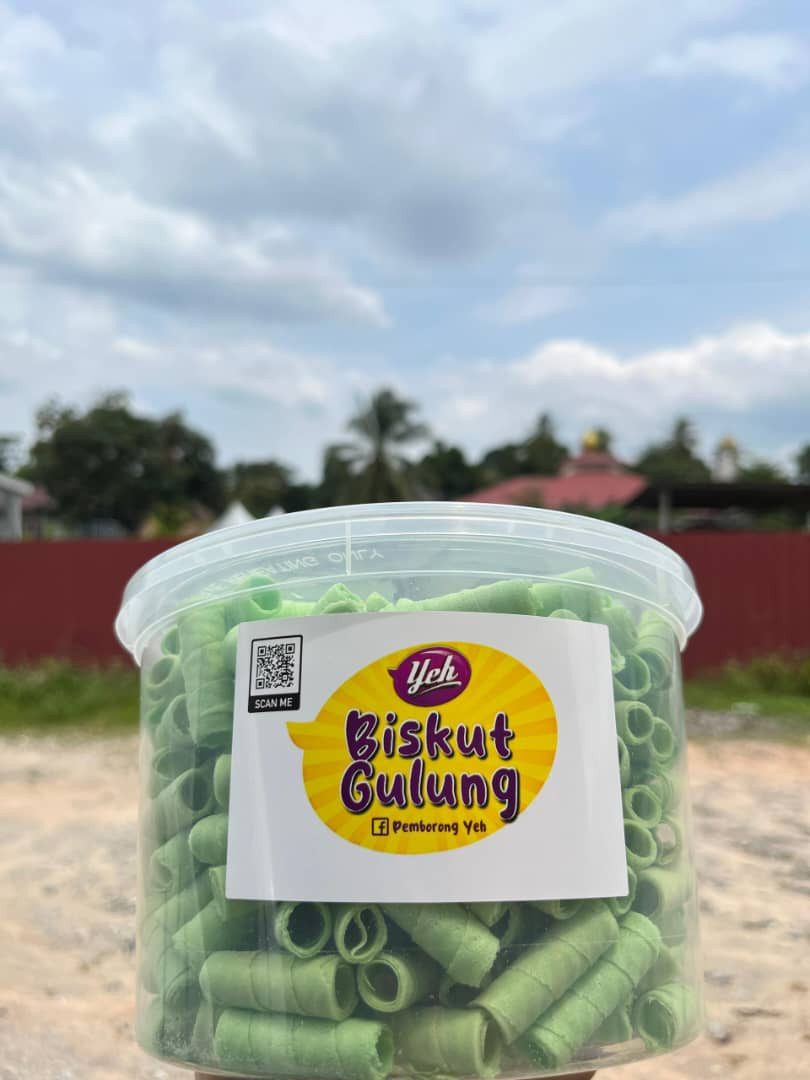 SCAN ME
Yeh
Biskut
Gulung
Pemborong Yeh